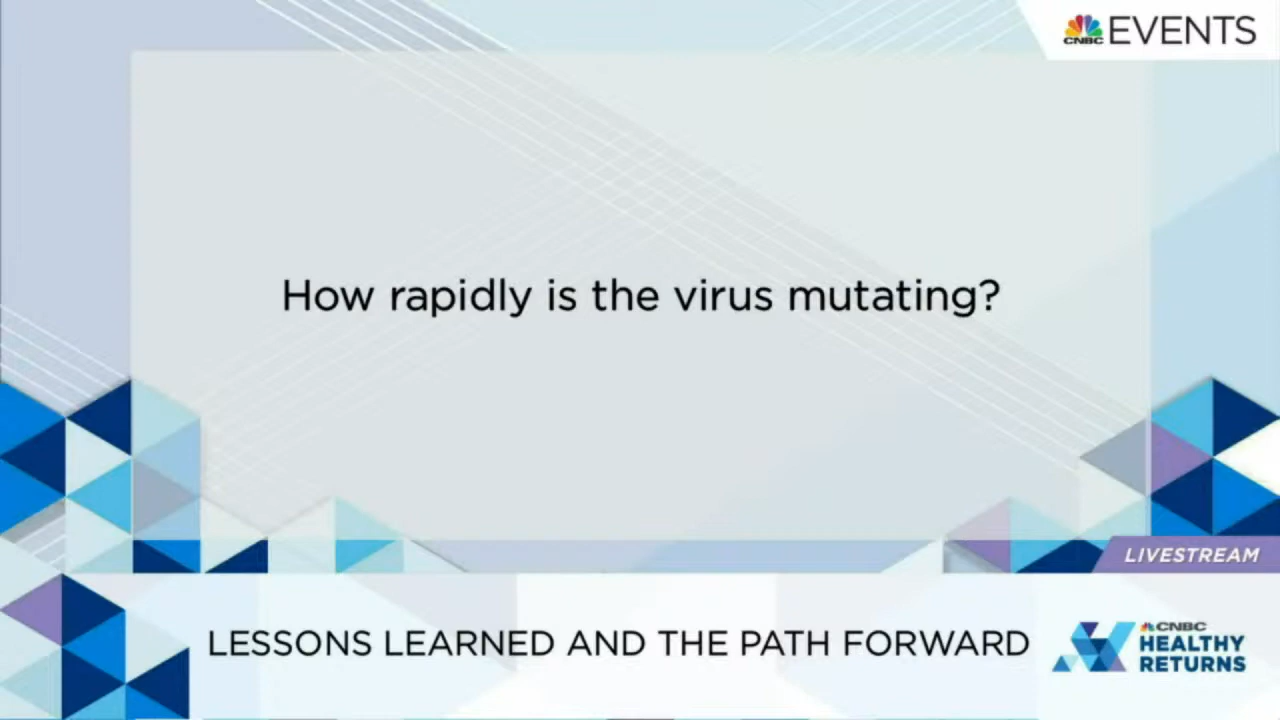 CNBC EVENTS
How rapidly is the virus mutating?
LIVESTREAM
LESSONS LEARNED AND THE PATH FORWARD
CNBC
HEALTHY
RETURNS